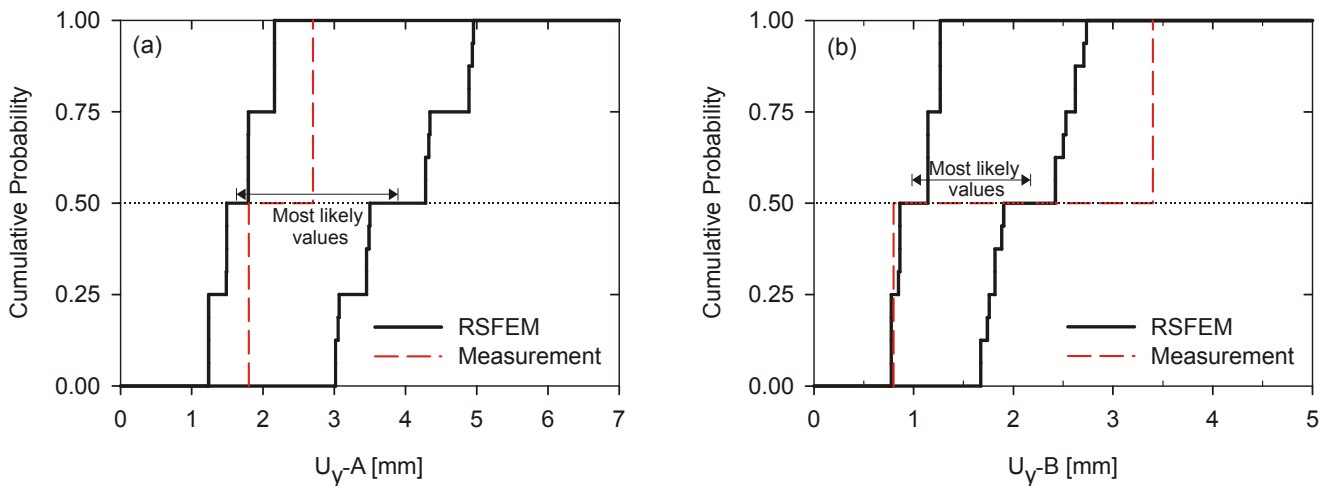 (a)
Cumulative Probability
1.00
0.75
0.50
0.25
0.00
Most likely
values
RSFEM
Measurement
0 1 2 3 4 5 6 7
Uy-A [mm]
(b)
Cumulative Probability
1.00
0.75
0.50
0.25
0.00
Most likely
values
RSFEM
Measurement
0 1 2 3 4 5
Uy-B [mm]